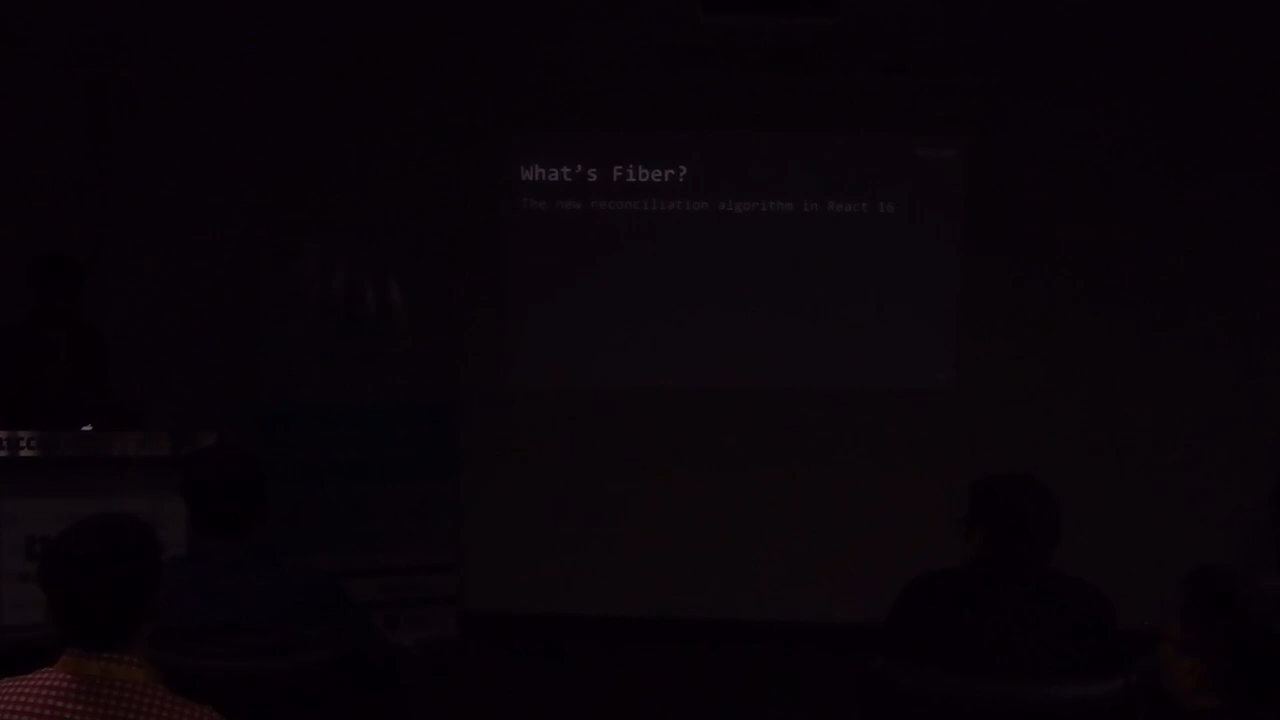 What's Fiber?
The new reconciliation algorithm in React 16